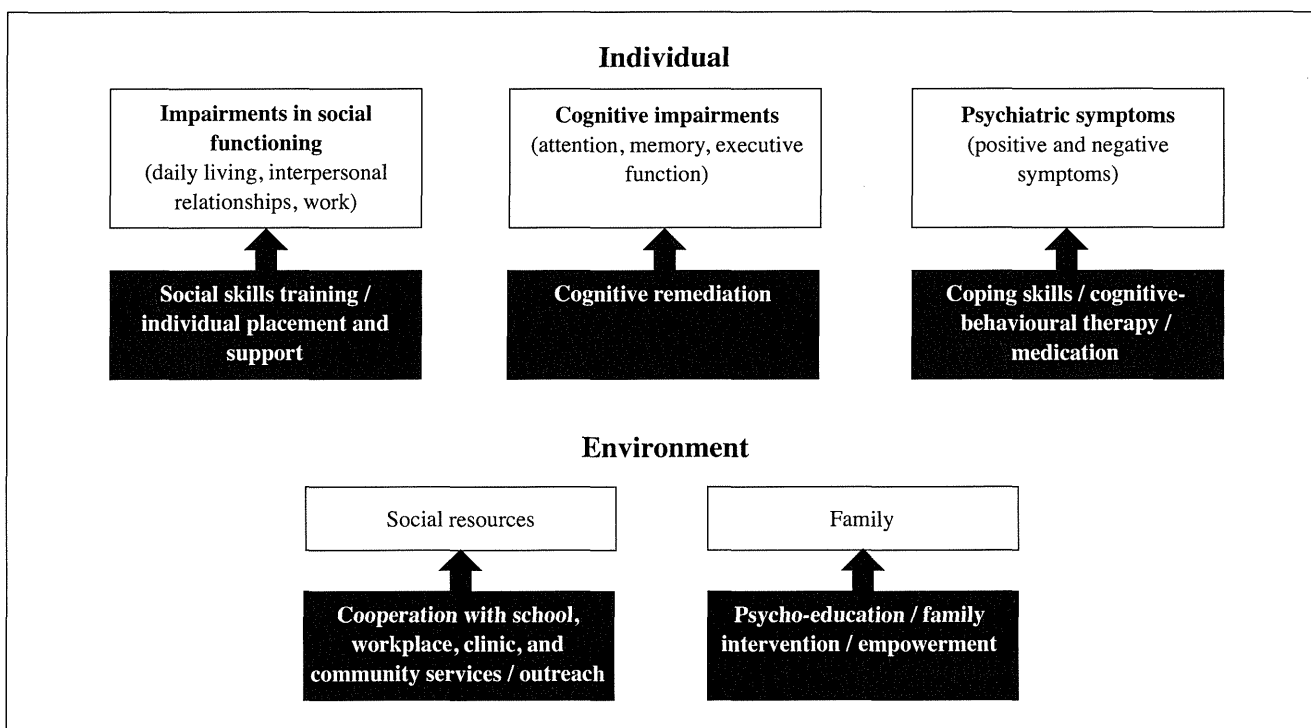 Individual
Impairments in social
functioning
(daily living, interpersonal
relationships, work)
Cognitive impairments
(attention, memory, executive
function)
Psychiatric symptoms
(positive and negative
symptoms)
Social skills training /
individual placement and
support
Cognitive remediation
Coping skills / cognitive-
behavioural therapy /
medication
Environment
Social resources
Family
Cooperation with school,
workplace, clinic, and
community services / outreach
Psycho-education / family
intervention / empowerment